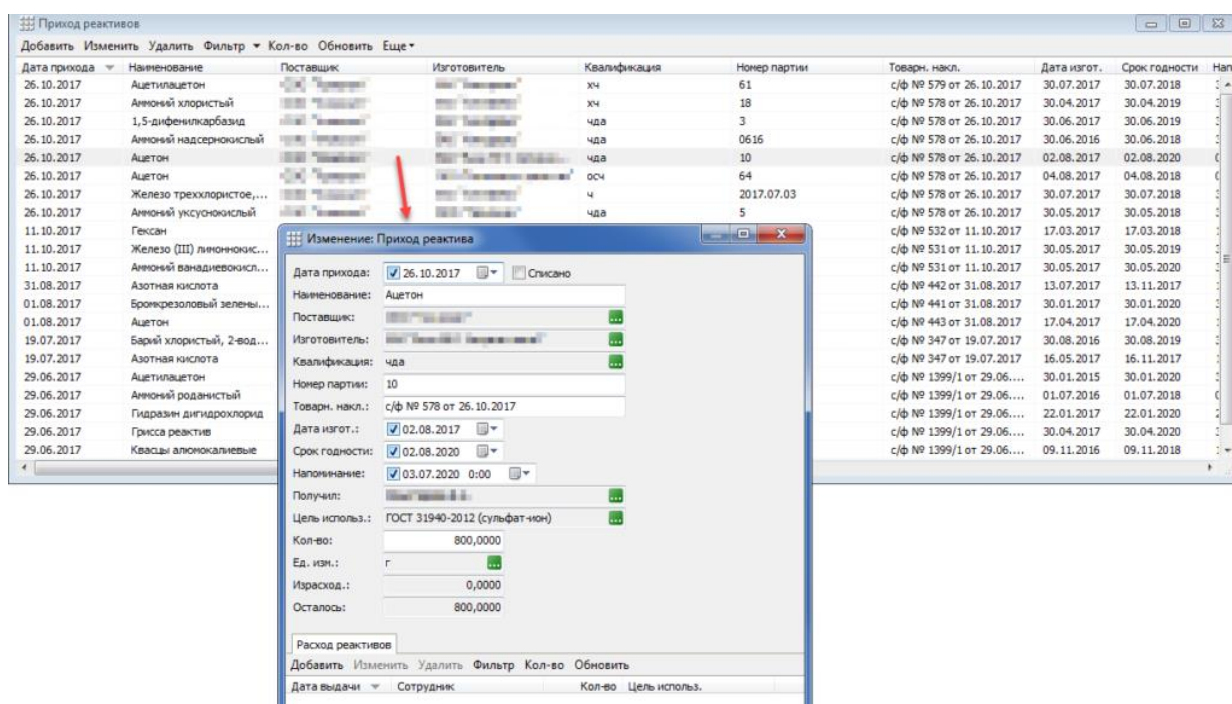 Приход реактивов
Добавить Изменить Удалить Фильтр Кол-во Обновить Еще
Дата прихода Наименование Поставщик Изготовитель Квалификация Номер партии Товарн. накл. Дата изгот. Срок годности Нап
26.10.2017 Ацетилацетон хч 61 с/ф № 579 от 26.10.2017 30.07.2017 30.07.2018
26.10.2017 Аммоний хлористый хч 18 с/ф № 578 от 26.10.2017 30.04.2017 30.04.2019
26.10.2017 1,5-дифенилкарбазид чда 3 с/ф № 578 от 26.10.2017 30.06.2017 30.06.2019
26.10.2017 Аммоний надсернокислый чда 0616 с/ф № 578 от 26.10.2017 30.06.2016 30.06.2018
26.10.2017 Ацетон чда 10 с/ф № 578 от 26.10.2017 02.08.2017 02.08.2020
26.10.2017 Ацетон осч 64 с/ф № 578 от 26.10.2017 04.08.2017 04.08.2018
26.10.2017 Железо треххлористое,... ч 2017.07.03 с/ф № 578 от 26.10.2017 30.07.2017 30.07.2018
26.10.2017 Аммоний уксуснокислый чда 5 с/ф № 578 от 26.10.2017 30.05.2017 30.05.2018
11.10.2017 Гексан с/ф № 532 от 11.10.2017 17.03.2017 17.03.2018
11.10.2017 Железо (III) лимоннокис... с/ф № 531 от 11.10.2017 30.05.2017 30.05.2019
11.10.2017 Аммоний ванадиевокисл... с/ф № 531 от 11.10.2017 30.05.2017 30.05.2020
31.08.2017 Азотная кислота с/ф № 442 от 31.08.2017 13.07.2017 13.11.2017
01.08.2017 Бромкрезоловый зелены... с/ф № 441 от 31.08.2017 30.01.2017 30.01.2020
01.08.2017 Ацетон с/ф № 443 от 31.08.2017 17.04.2017 17.04.2020
19.07.2017 Барий хлористый, 2-вод... с/ф № 347 от 19.07.2017 30.08.2016 30.08.2019
19.07.2017 Азотная кислота с/ф № 347 от 19.07.2017 16.05.2017 16.11.2017
29.06.2017 Ацетилацетон с/ф № 1399/1 от 29.06.... 30.01.2015 30.01.2020
29.06.2017 Аммоний роданистый с/ф № 1399/1 от 29.06.... 01.07.2016 01.07.2018
29.06.2017 Гидразин дигидрохлорид с/ф № 1399/1 от 29.06.... 22.01.2017 22.01.2020
29.06.2017 Грисса реактив с/ф № 1399/1 от 29.06.... 30.04.2017 30.04.2020
29.06.2017 Квасцы алюмокалиевые с/ф № 1399/1 от 29.06.... 09.11.2016 09.11.2018
Изменение: Приход реактива
Дата прихода: 26.10.2017 Списано
Наименование: Ацетон
Поставщик:
Изготовитель:
Квалификация: чда
Номер партии: 10
Товарн. накл.: с/ф № 578 от 26.10.2017
Дата изгот.: 02.08.2017
Срок годности: 02.08.2020
Напоминание: 03.07.2020 0:00
Получил:
Цель использ.: ГОСТ 31940-2012 (сульфат-ион)
Кол-во: 800,0000
Ед. изм.: г
Израсход.: 0,0000
Осталось: 800,0000
Расход реактивов
Добавить Изменить Удалить Фильтр Кол-во Обновить
Дата выдачи Сотрудник Кол-во Цель использ.